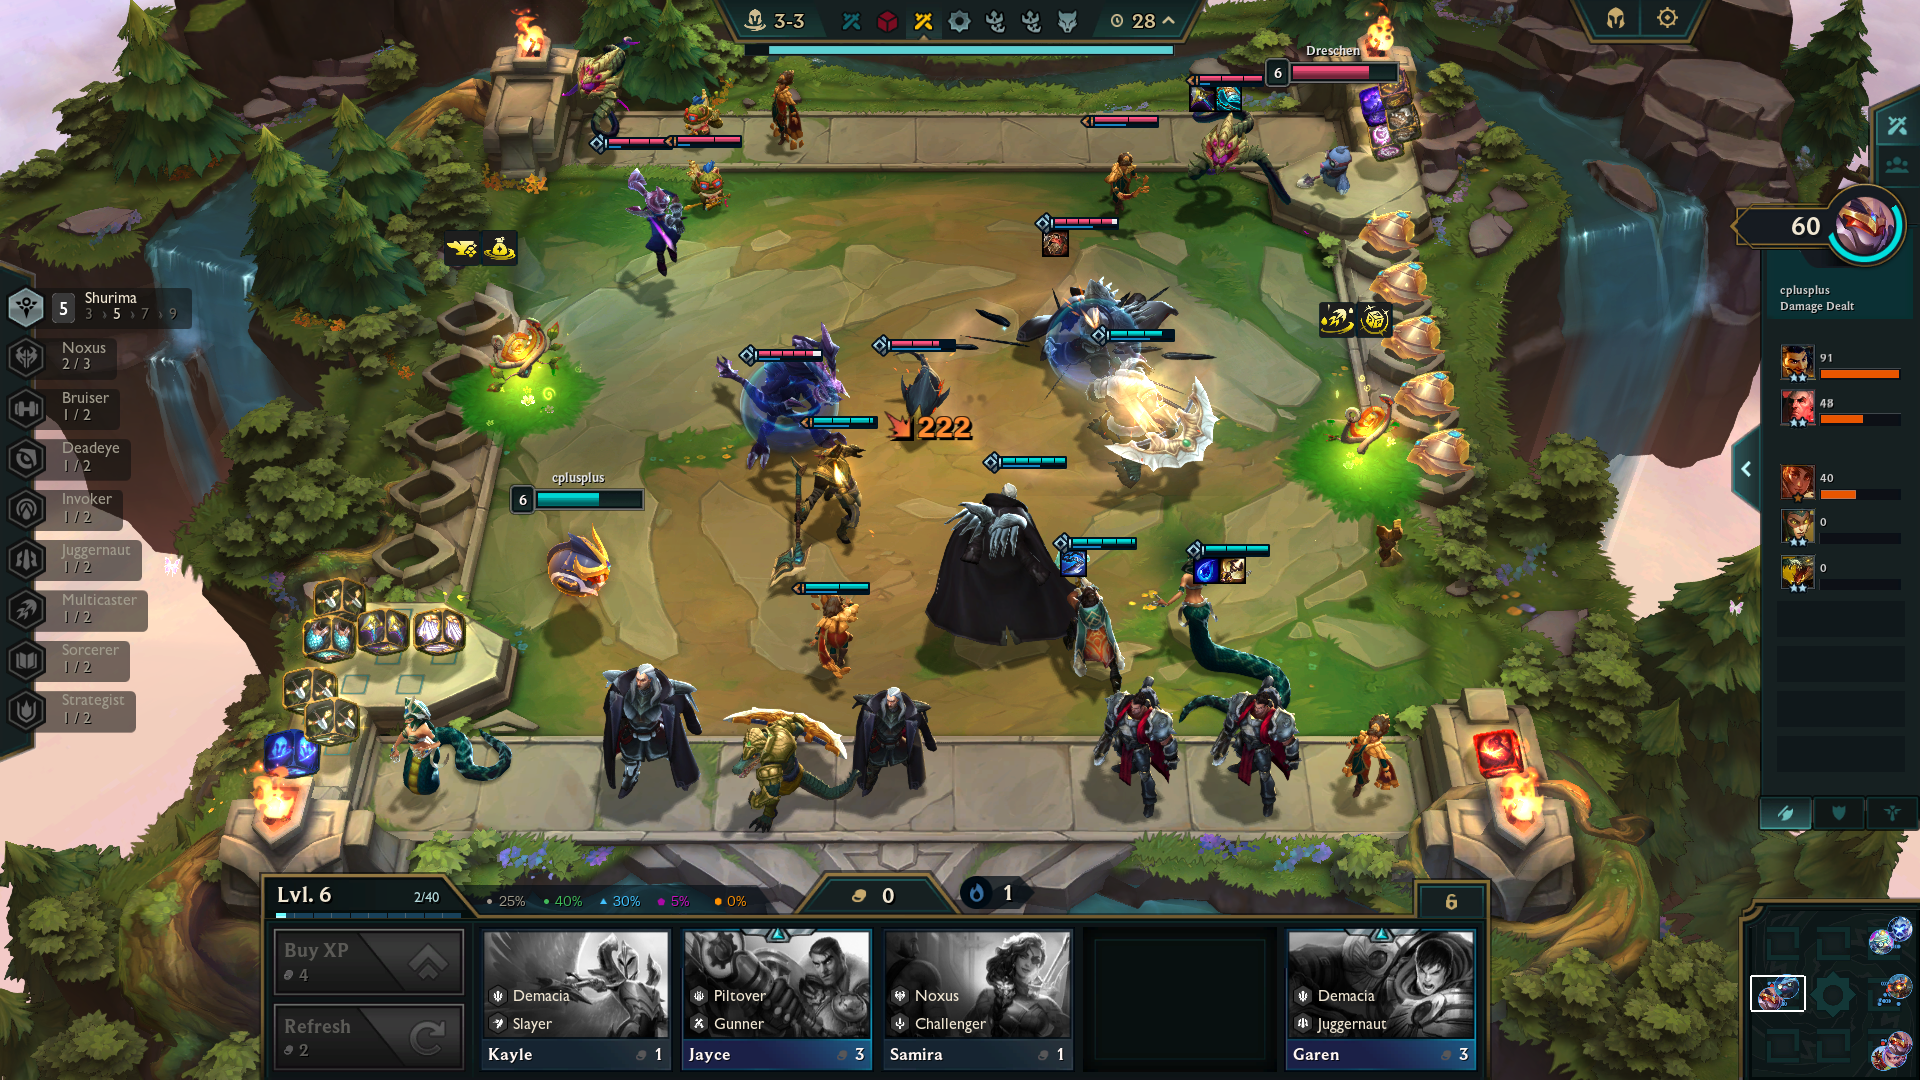 3-3
28
Dreschen
6
60
cplusplus
Damage Dealt
91
48
40
0
0
5
Shurima
3 › 5 › 7 › 9
Noxus
2 / 3
Bruiser
1 / 2
Deadeye
1 / 2
Invoker
1 / 2
Juggernaut
1 / 2
Multicaster
1 / 2
Sorcerer
1 / 2
Strategist
1 / 2
222
cplusplus
6
Lvl. 6
2/40
25%
40%
30%
5%
0%
0
1
6
Buy XP
4
Refresh
2
Demacia
Slayer
Kayle 1
Piltover
Gunner
Jayce 3
Noxus
Challenger
Samira 1
Demacia
Juggernaut
Garen 3